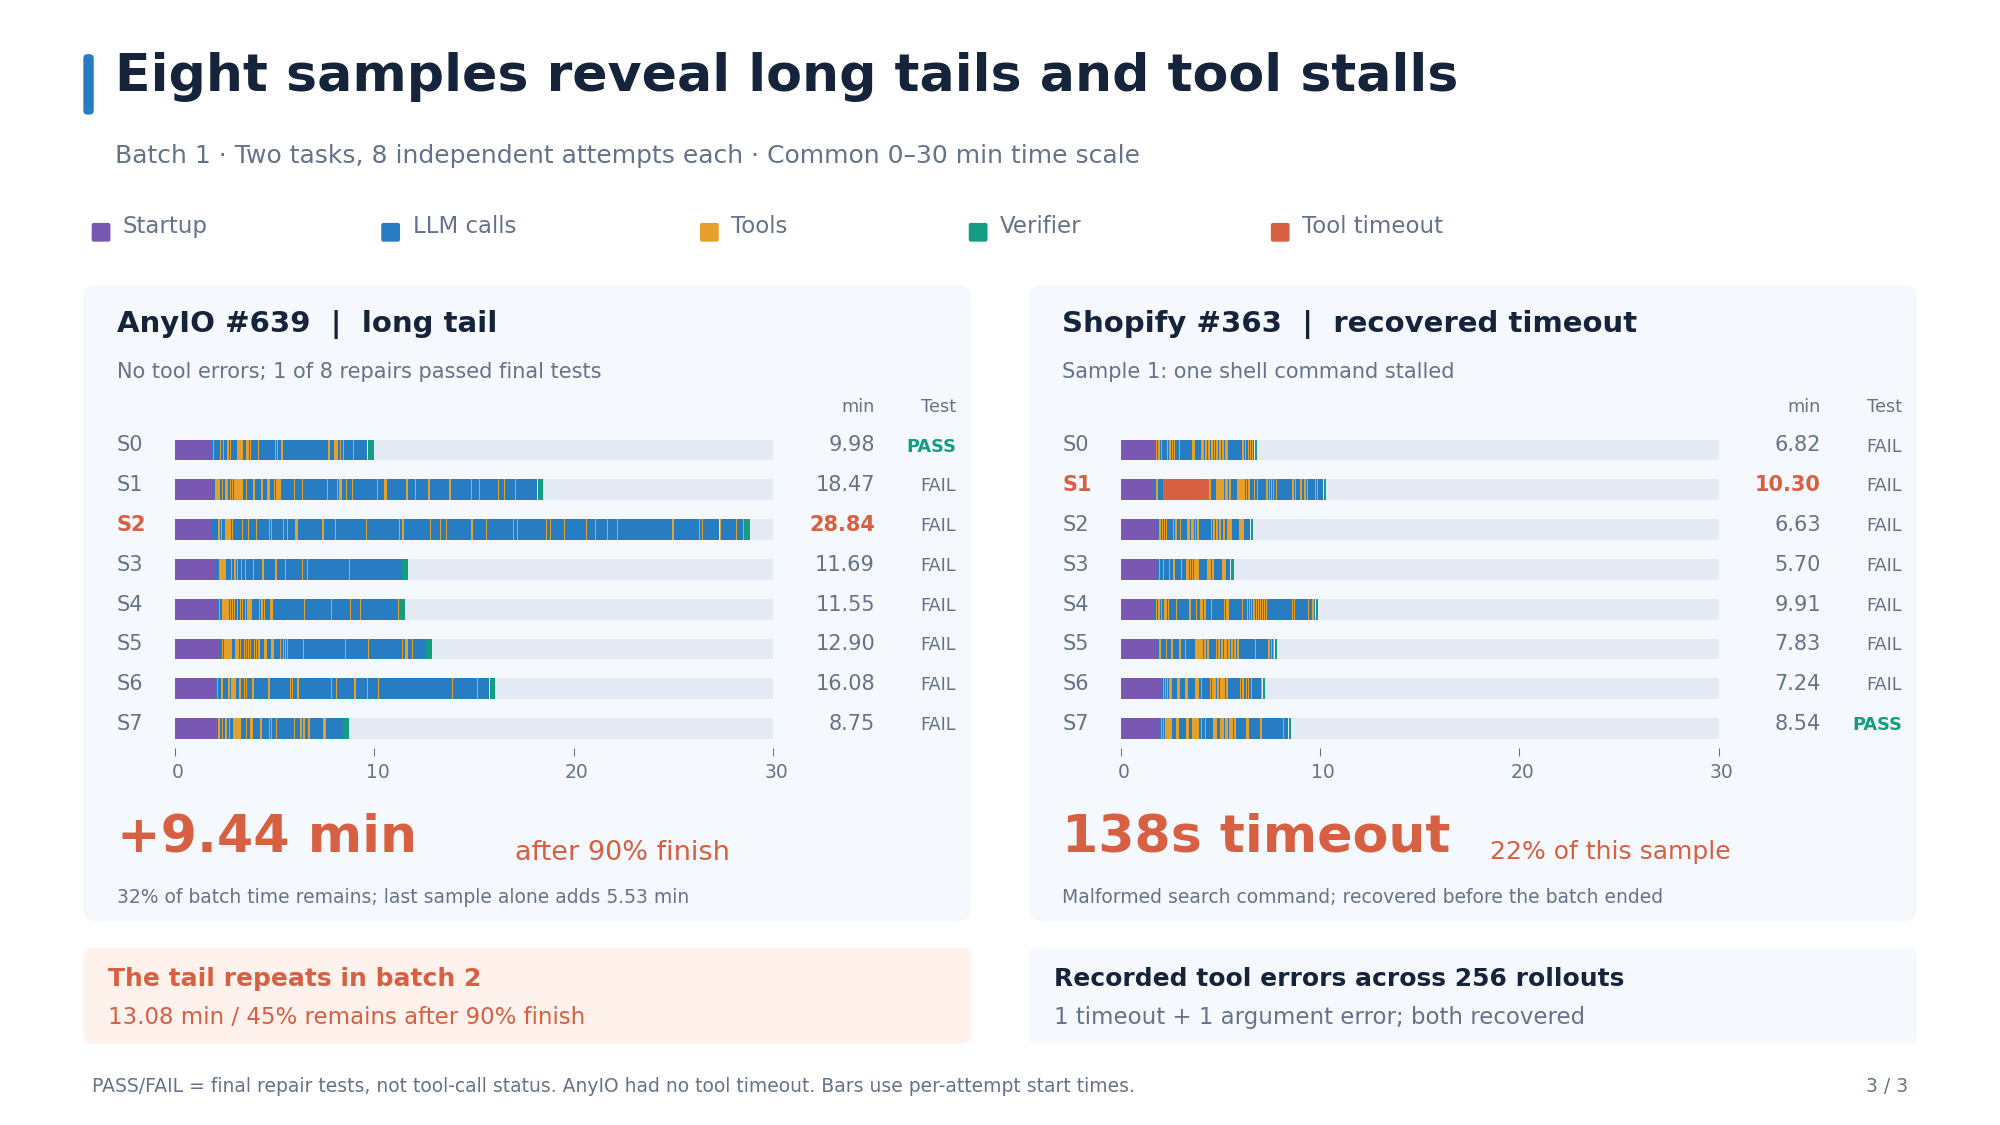 Eight samples reveal long tails and tool stalls
Batch 1 · Two tasks, 8 independent attempts each · Common 0–30 min time scale
Startup LLM calls Tools Verifier Tool timeout
AnyIO #639 | long tail
No tool errors; 1 of 8 repairs passed final tests
min Test
S0 9.98 PASS
S1 18.47 FAIL
S2 28.84 FAIL
S3 11.69 FAIL
S4 11.55 FAIL
S5 12.90 FAIL
S6 16.08 FAIL
S7 8.75 FAIL
0 10 20 30
+9.44 min after 90% finish
32% of batch time remains; last sample alone adds 5.53 min
Shopify #363 | recovered timeout
Sample 1: one shell command stalled
min Test
S0 6.82 FAIL
S1 10.30 FAIL
S2 6.63 FAIL
S3 5.70 FAIL
S4 9.91 FAIL
S5 7.83 FAIL
S6 7.24 FAIL
S7 8.54 PASS
0 10 20 30
138s timeout 22% of this sample
Malformed search command; recovered before the batch ended
The tail repeats in batch 2
13.08 min / 45% remains after 90% finish
Recorded tool errors across 256 rollouts
1 timeout + 1 argument error; both recovered
PASS/FAIL = final repair tests, not tool-call status. AnyIO had no tool timeout. Bars use per-attempt start times.
3 / 3